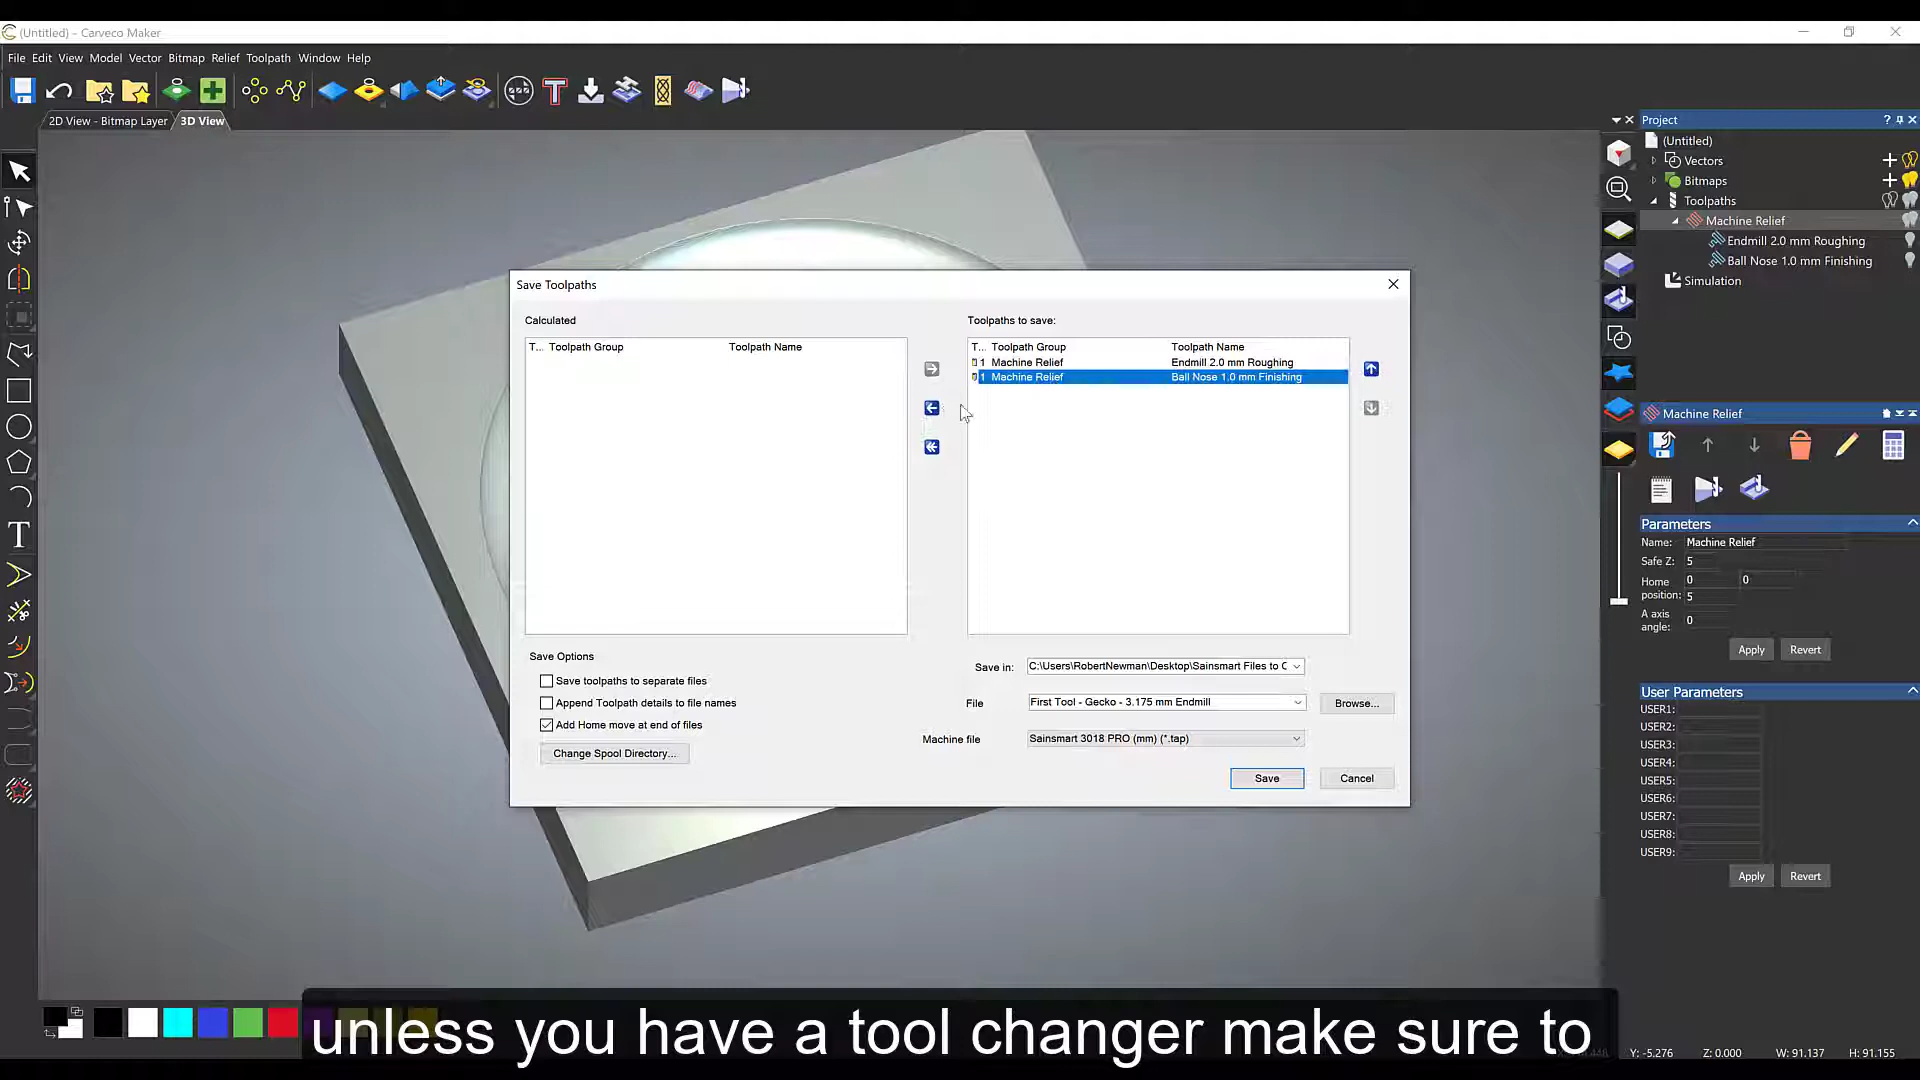 (Untitled) - Carveco Maker
File Edit View Model Vector Bitmap Relief Toolpath Window Help
2D View - Bitmap Layer 3D View
Project
(Untitled)
Vectors
Bitmaps
Toolpaths
Machine Relief
Endmill 2.0 mm Roughing
Ball Nose 1.0 mm Finishing
Simulation
Save Toolpaths
Calculated
T... Toolpath Group Toolpath Name
Toolpaths to save:
T... Toolpath Group Toolpath Name
1 Machine Relief Endmill 2.0 mm Roughing
1 Machine Relief Ball Nose 1.0 mm Finishing
Save Options
Save toolpaths to separate files
Append Toolpath details to file names
Add Home move at end of files
Change Spool Directory...
Save in: C:\Users\RobertNewman\Desktop\Sainsmart Files to C
File First Tool - Gecko - 3.175 mm Endmill Browse...
Machine file Sainsmart 3018 PRO (mm) (*.tap)
Save Cancel
Machine Relief
Parameters
Name: Machine Relief
Safe Z: 5
Home position: 0 0
5
A axis angle: 0
Apply Revert
User Parameters
USER1:
USER2:
USER3:
USER4:
USER5:
USER6:
USER7:
USER8:
USER9:
Apply Revert
unless you have a tool changer make sure to
Y: -5.276 Z: 0.000 W: 91.137 H: 91.155